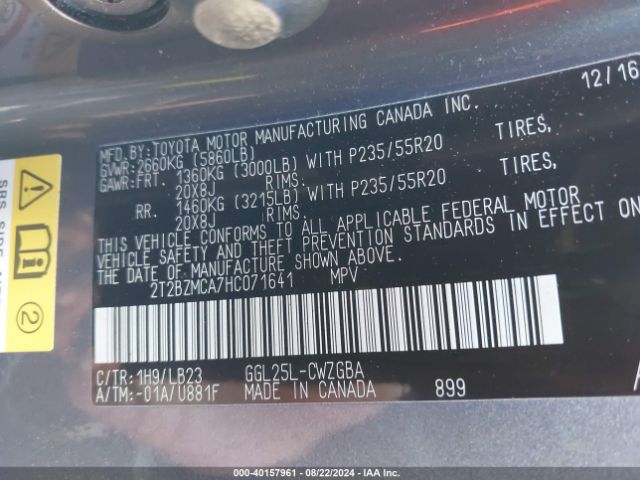 12/16
MFD.BY:TOYOTA MOTOR MANUFACTURING CANADA INC.
GVWR:2660KG (5860LB)
GAWR:FRT. 1360KG (3000LB) WITH P235/55R20 TIRES,
20X8J RIMS
RR. 1460KG (3215LB) WITH P235/55R20 TIRES,
20X8J RIMS
THIS VEHICLE CONFORMS TO ALL APPLICABLE FEDERAL MOTOR
VEHICLE SAFETY AND THEFT PREVENTION STANDARDS IN EFFECT ON
THE DATE OF MANUFACTURE SHOWN ABOVE.
2T2BZMCA7HC071641 MPV
C/TR:1H9/LB23 GGL25L-CWZGBA
A/TM:-01A/U881F MADE IN CANADA 899
SRS SIDE
2
000-40157961 - 08/22/2024 - IAA Inc.